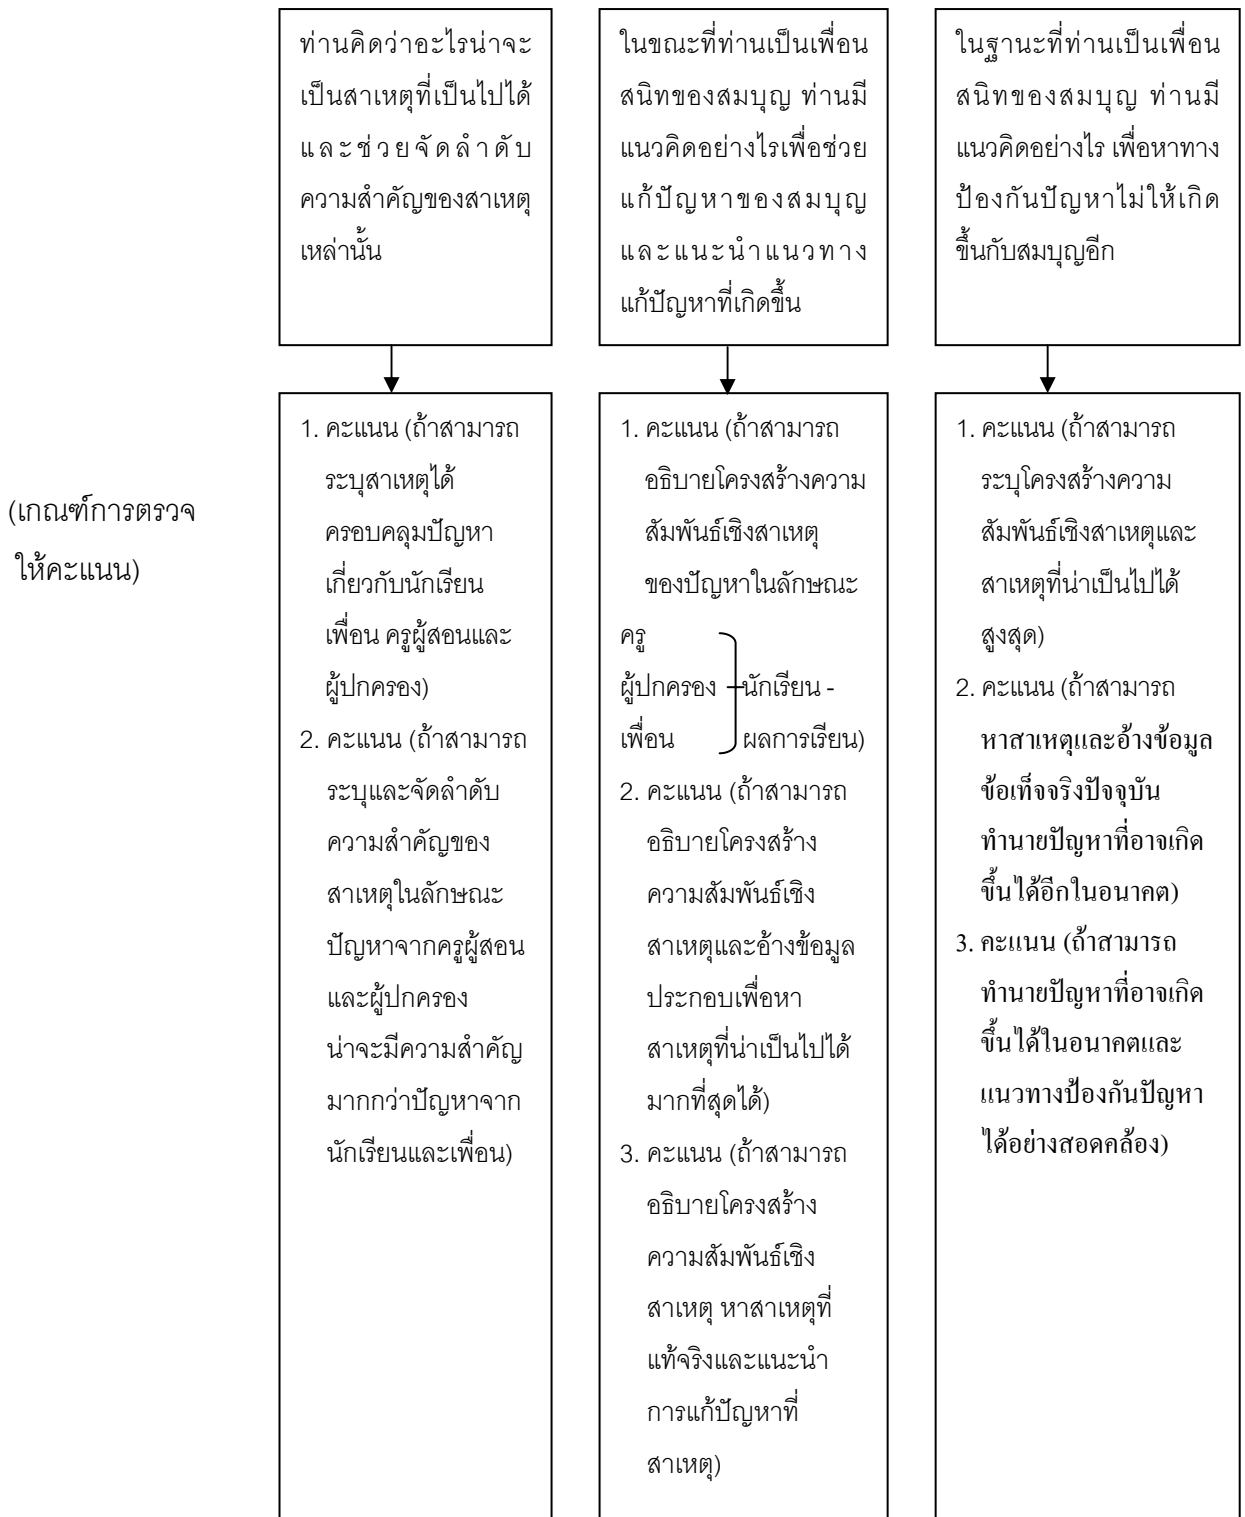 ท่านคิดว่าอะไรน่าจะ
เป็นสาเหตุที่เป็นไปได้
และช่วยจัดลำดับ
ความสำคัญของสาเหตุ
เหล่านั้น
ในขณะที่ท่านเป็นเพื่อน
สนิทของสมบุญ ท่านมี
แนวคิดอย่างไรเพื่อช่วย
แก้ปัญหาของสมบุญ
และแนะนำแนวทาง
แก้ปัญหาที่เกิดขึ้น
ในฐานะที่ท่านเป็นเพื่อน
สนิทของสมบุญ ท่านมี
แนวคิดอย่างไร เพื่อหาทาง
ป้องกันปัญหาไม่ให้เกิด
ขึ้นกับสมบุญอีก
(เกณฑ์การตรวจ
ให้คะแนน)
1. คะแนน (ถ้าสามารถ
ระบุสาเหตุได้
ครอบคลุมปัญหา
เกี่ยวกับนักเรียน
เพื่อน ครูผู้สอนและ
ผู้ปกครอง)
2. คะแนน (ถ้าสามารถ
ระบุและจัดลำดับ
ความสำคัญของ
สาเหตุในลักษณะ
ปัญหาจากครูผู้สอน
และผู้ปกครอง
น่าจะมีความสำคัญ
มากกว่าปัญหาจาก
นักเรียนและเพื่อน)
1. คะแนน (ถ้าสามารถ
อธิบายโครงสร้างความ
สัมพันธ์เชิงสาเหตุ
ของปัญหาในลักษณะ
ครู
ผู้ปกครอง นักเรียน -
เพื่อน ผลการเรียน)
2. คะแนน (ถ้าสามารถ
อธิบายโครงสร้าง
ความสัมพันธ์เชิง
สาเหตุและอ้างข้อมูล
ประกอบเพื่อหา
สาเหตุที่น่าเป็นไปได้
มากที่สุดได้)
3. คะแนน (ถ้าสามารถ
อธิบายโครงสร้าง
ความสัมพันธ์เชิง
สาเหตุ หาสาเหตุที่
แท้จริงและแนะนำ
การแก้ปัญหาที่
สาเหตุ)
1. คะแนน (ถ้าสามารถ
ระบุโครงสร้างความ
สัมพันธ์เชิงสาเหตุและ
สาเหตุที่น่าเป็นไปได้
สูงสุด)
2. คะแนน (ถ้าสามารถ
หาสาเหตุและอ้างข้อมูล
ข้อเท็จจริงปัจจุบัน
ทำนายปัญหาที่อาจเกิด
ขึ้นได้อีกในอนาคต)
3. คะแนน (ถ้าสามารถ
ทำนายปัญหาที่อาจเกิด
ขึ้นได้ในอนาคตและ
แนวทางป้องกันปัญหา
ได้อย่างสอดคล้อง)